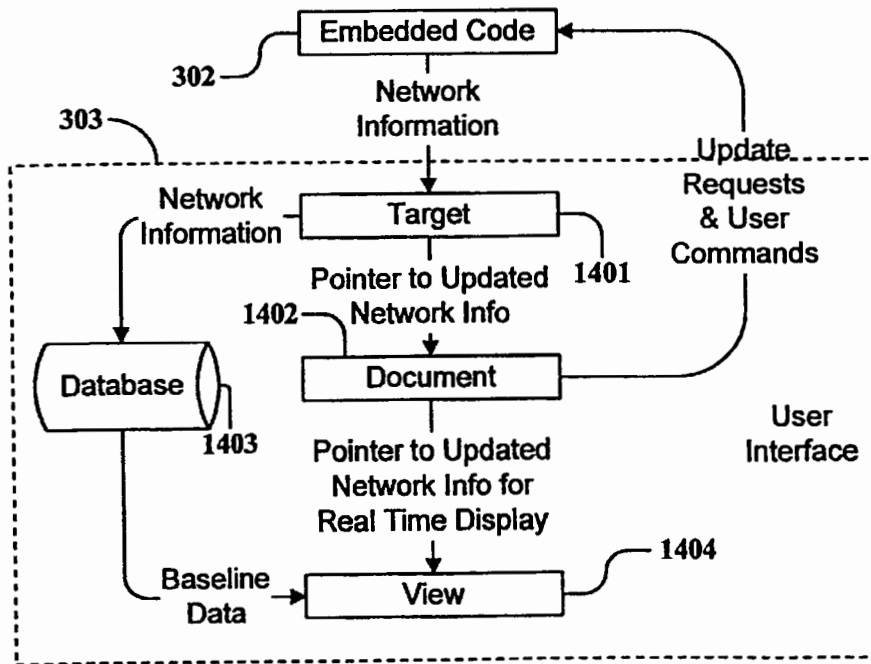 Embedded Code
302
Network
Information
303
Update
Requests
& User
Commands
Network
Information
Target
1401
Pointer to Updated
Network Info
1402
Document
Database
1403
User
Interface
Pointer to Updated
Network Info for
Real Time Display
1404
Baseline
Data
View